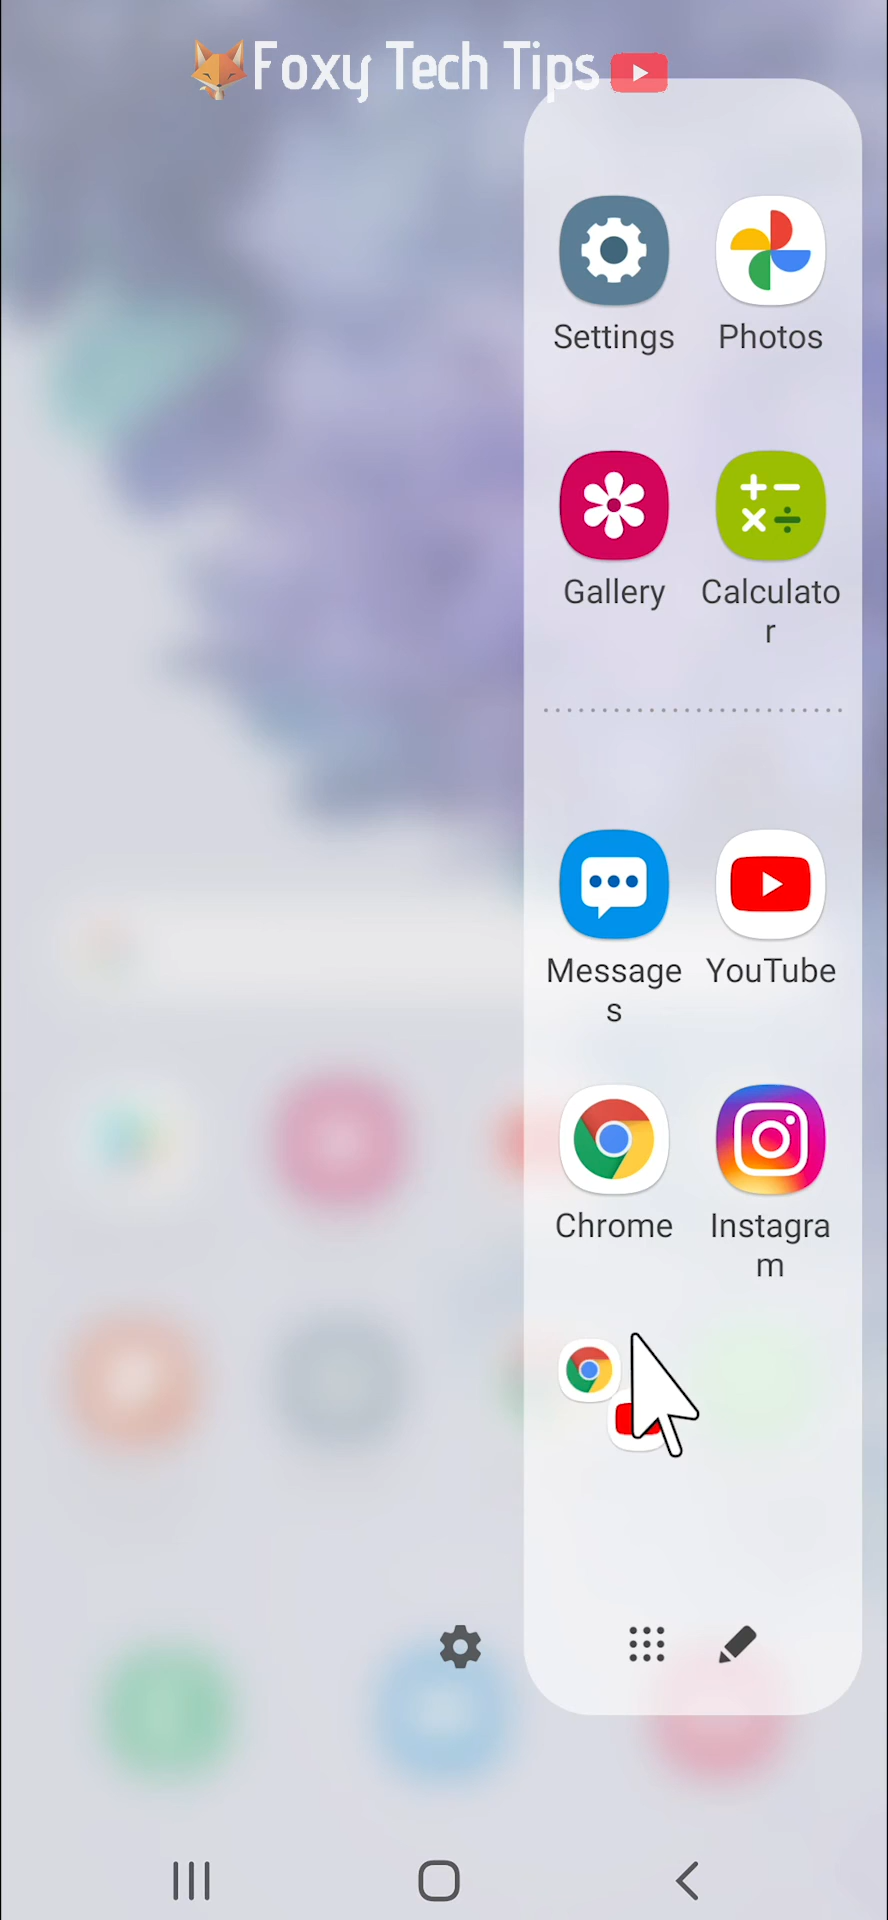 Foxy Tech Tips
Settings
Photos
Gallery
Calculato
r
Message
s
YouTube
Chrome
Instagra
m